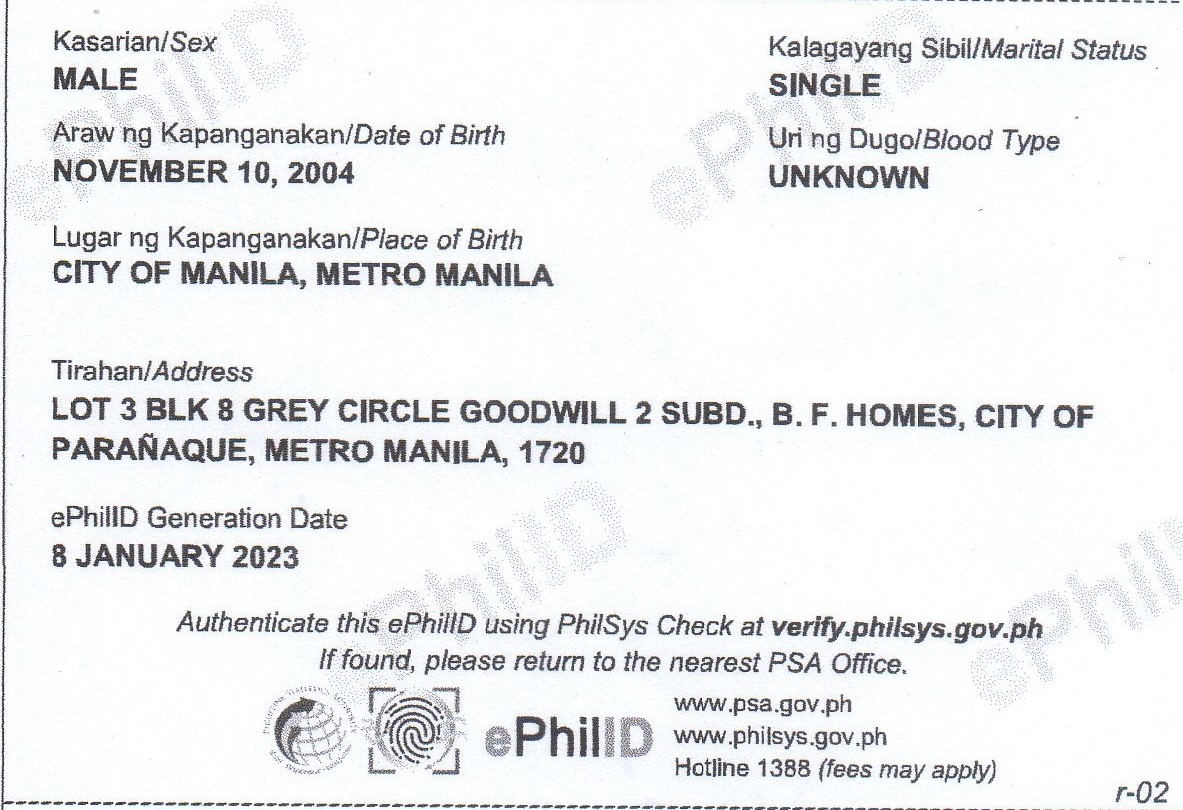 Kasarian/Sex
MALE
Kalagayang Sibil/Marital Status
SINGLE
Araw ng Kapanganakan/Date of Birth
NOVEMBER 10, 2004
Uri ng Dugo/Blood Type
UNKNOWN
Lugar ng Kapanganakan/Place of Birth
CITY OF MANILA, METRO MANILA
Tirahan/Address
LOT 3 BLK 8 GREY CIRCLE GOODWILL 2 SUBD., B. F. HOMES, CITY OF
PARAÑAQUE, METRO MANILA, 1720
ePhilID Generation Date
8 JANUARY 2023
Authenticate this ePhilID using PhilSys Check at verify.philsys.gov.ph
If found, please return to the nearest PSA Office.
ePhilID
www.psa.gov.ph
www.philsys.gov.ph
Hotline 1388 (fees may apply)
r-02
ePhilID
ePhilID
ePhilID
ePhilID